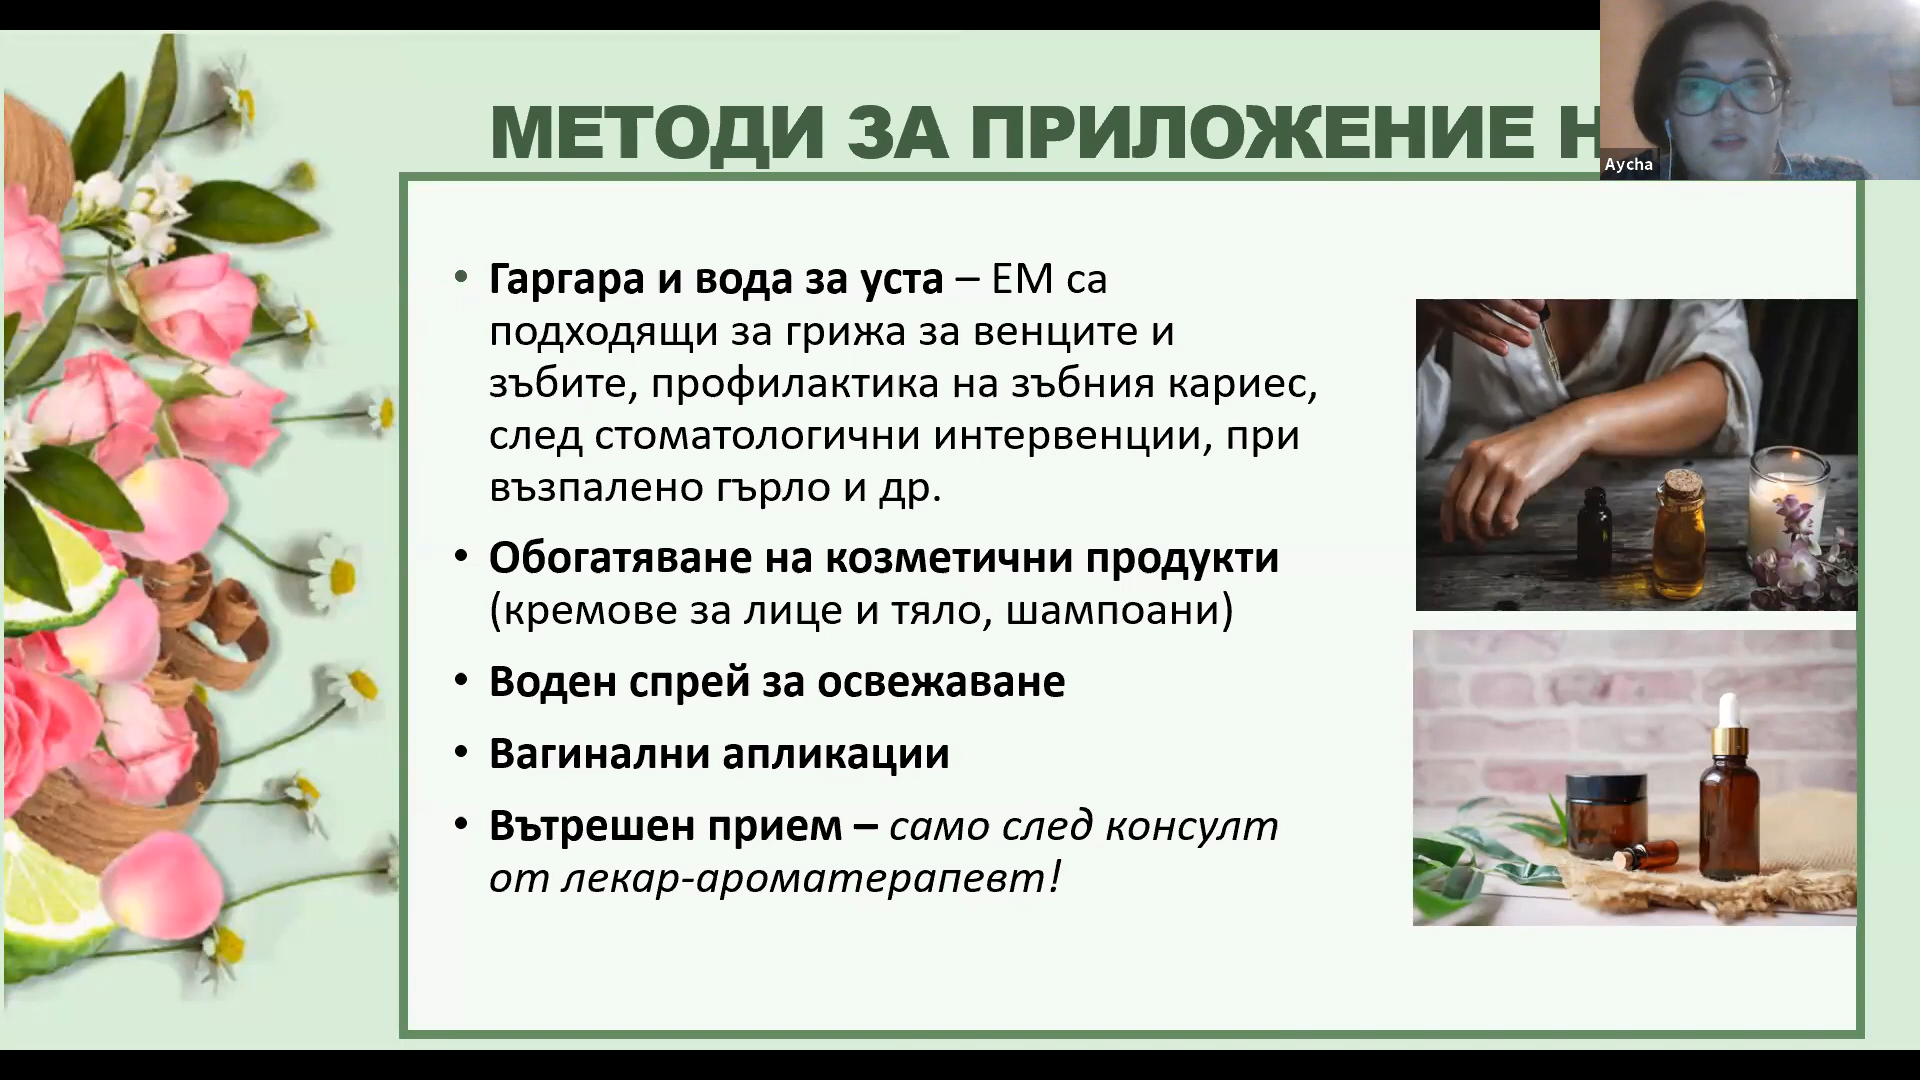 МЕТОДИ ЗА ПРИЛОЖЕНИЕ
Aycha
• Гаргара и вода за уста – ЕМ са
подходящи за грижа за венците и
зъбите, профилактика на зъбния кариес,
след стоматологични интервенции, при
възпалено гърло и др.
• Обогатяване на козметични продукти
(кремове за лице и тяло, шампоани)
• Воден спрей за освежаване
• Вагинални апликации
• Вътрешен прием – само след консулт
от лекар-ароматерапевт!